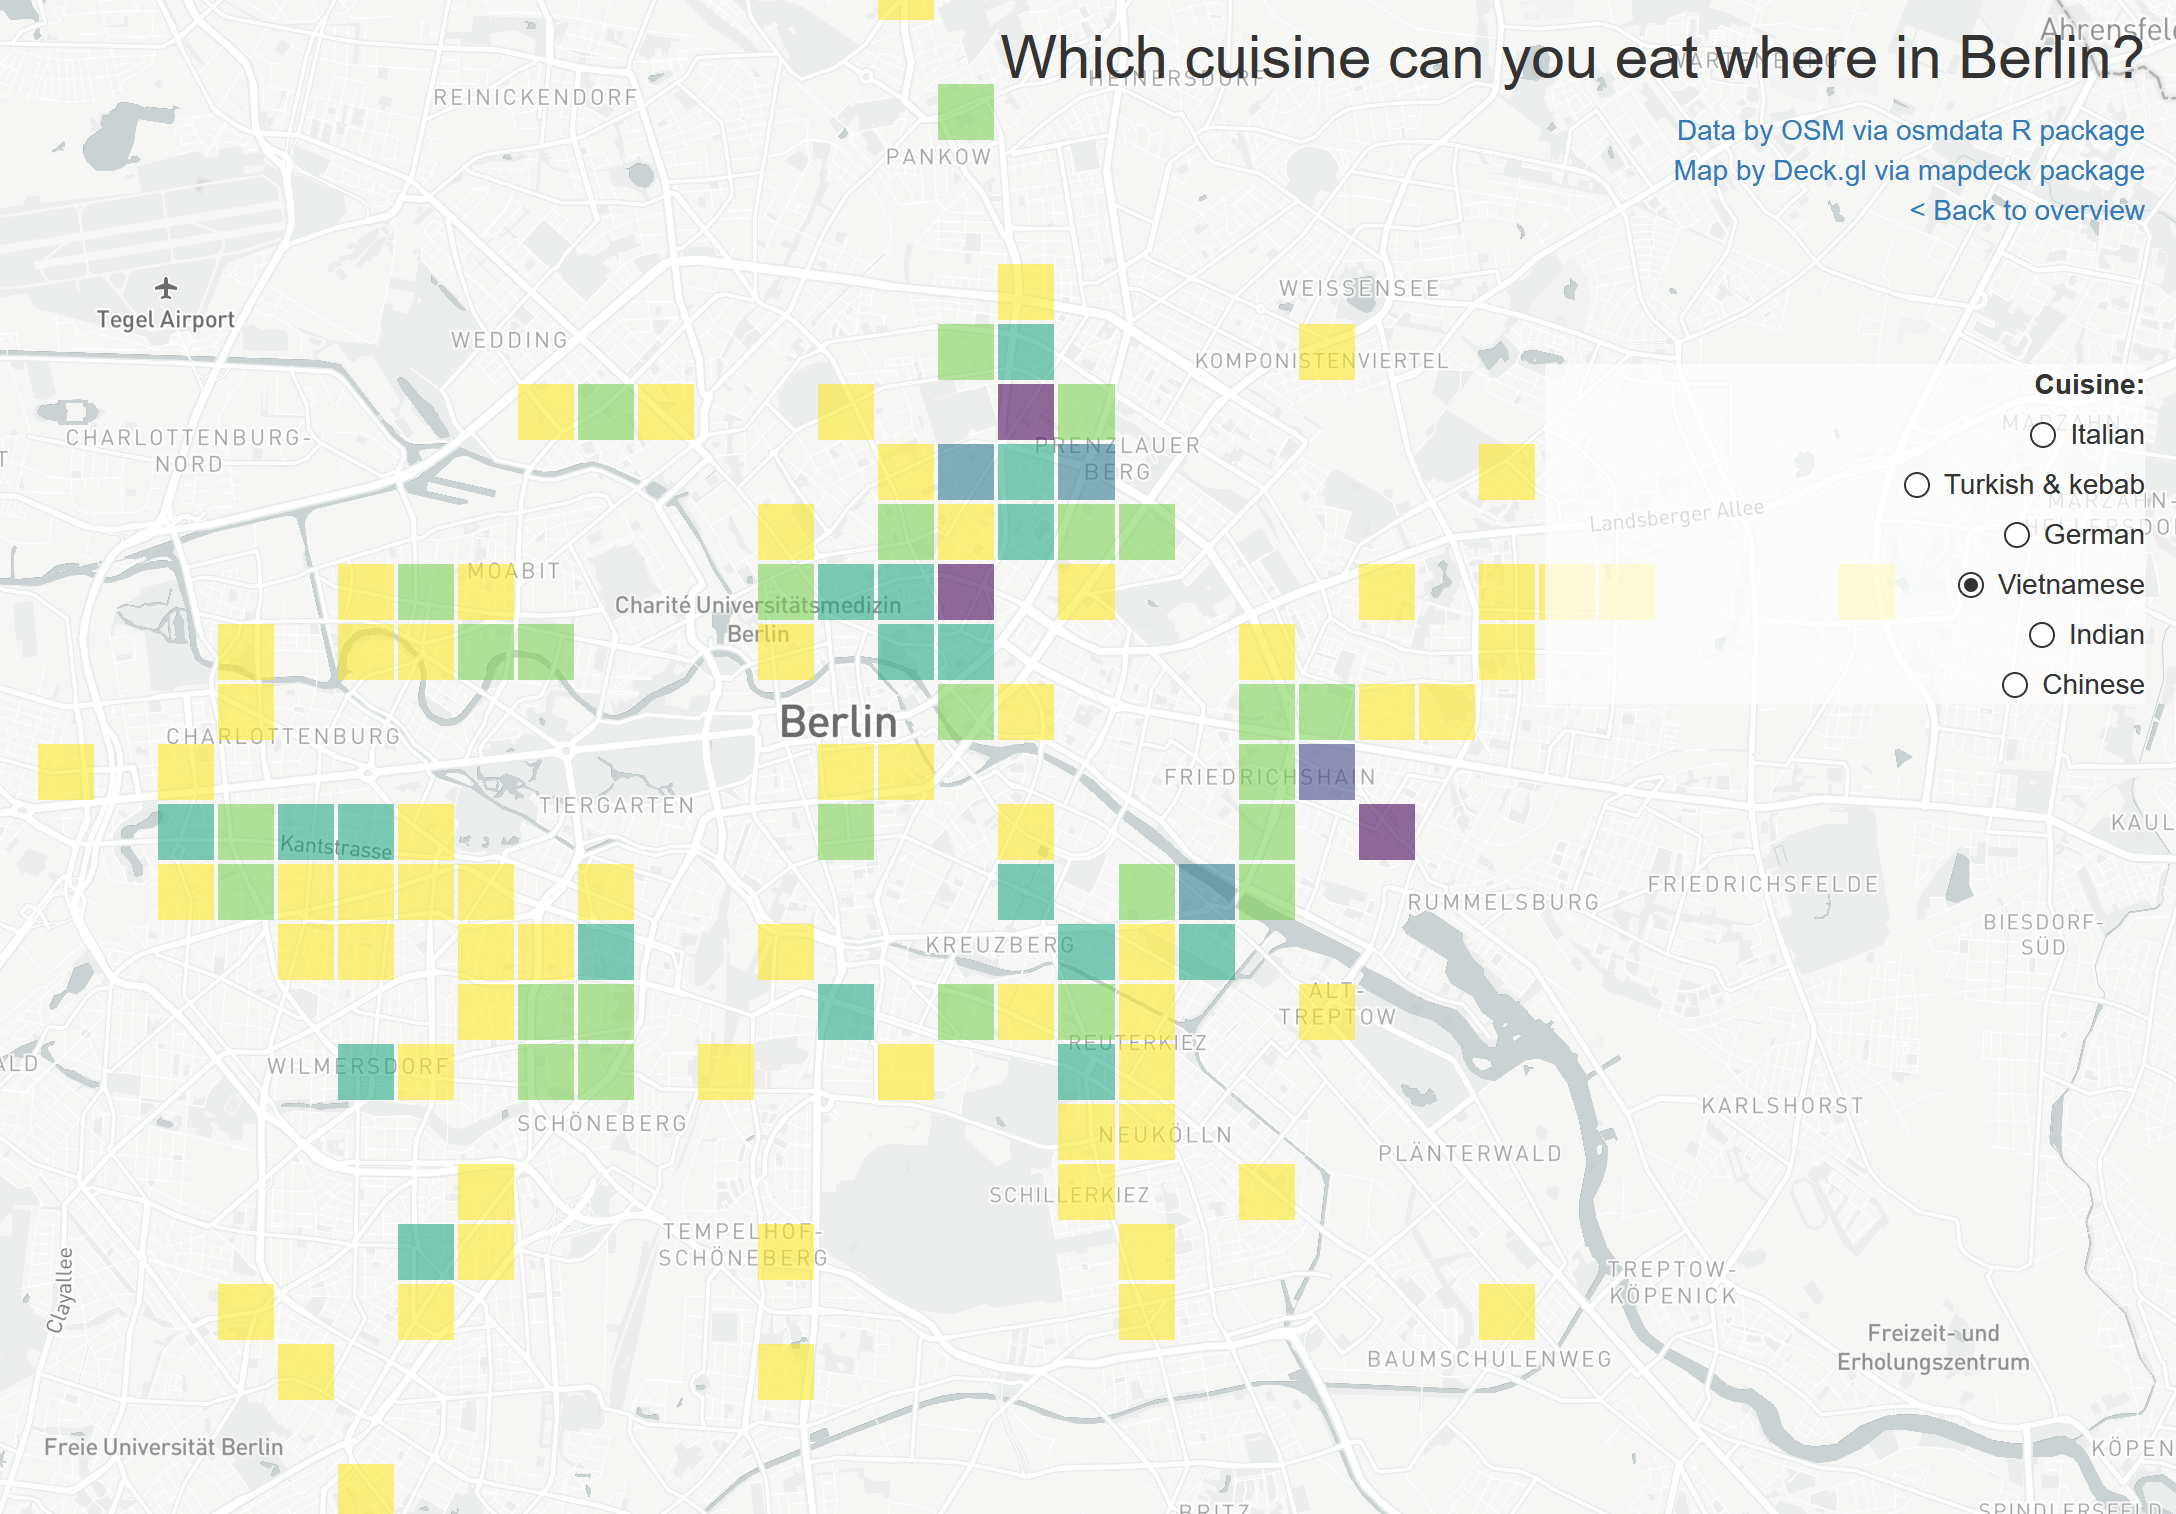 Which cuisine can you eat where in Berlin?
Data by OSM via osmdata R package
Map by Deck.gl via mapdeck package
< Back to overview
Cuisine:
Italian
Turkish & kebab
German
Vietnamese
Indian
Chinese
HEINERSDORF
WARTENBERG
REINICKENDORF
PANKOW
Tegel Airport
WEDDING
WEISSENSEE
KOMPONISTENVIERTEL
CHARLOTTENBURG-
NORD
PRENZLAUER
BERG
MARZAHN
Landsberger Allee
MOABIT
Charité Universitätsmedizin
Berlin
Berlin
CHARLOTTENBURG
TIERGARTEN
FRIEDRICHSHAIN
Kantstrasse
KAUL
FRIEDRICHSFELDE
RUMMELSBURG
BIESDORF-
SÜD
KREUZBERG
ALT-
TREPTOW
REUTERKIEZ
ALD
WILMERSDORF
SCHÖNEBERG
NEUKÖLLN
KARLSHORST
PLÄNTERWALD
SCHILLERKIEZ
TEMPELHOF-
SCHÖNEBERG
Clayallee
TREPTOW-
KÖPENICK
Freizeit- und
Erholungszentrum
BAUMSCHULENWEG
Freie Universität Berlin
KÖPEN
BRITZ
SPINDLERSFELD